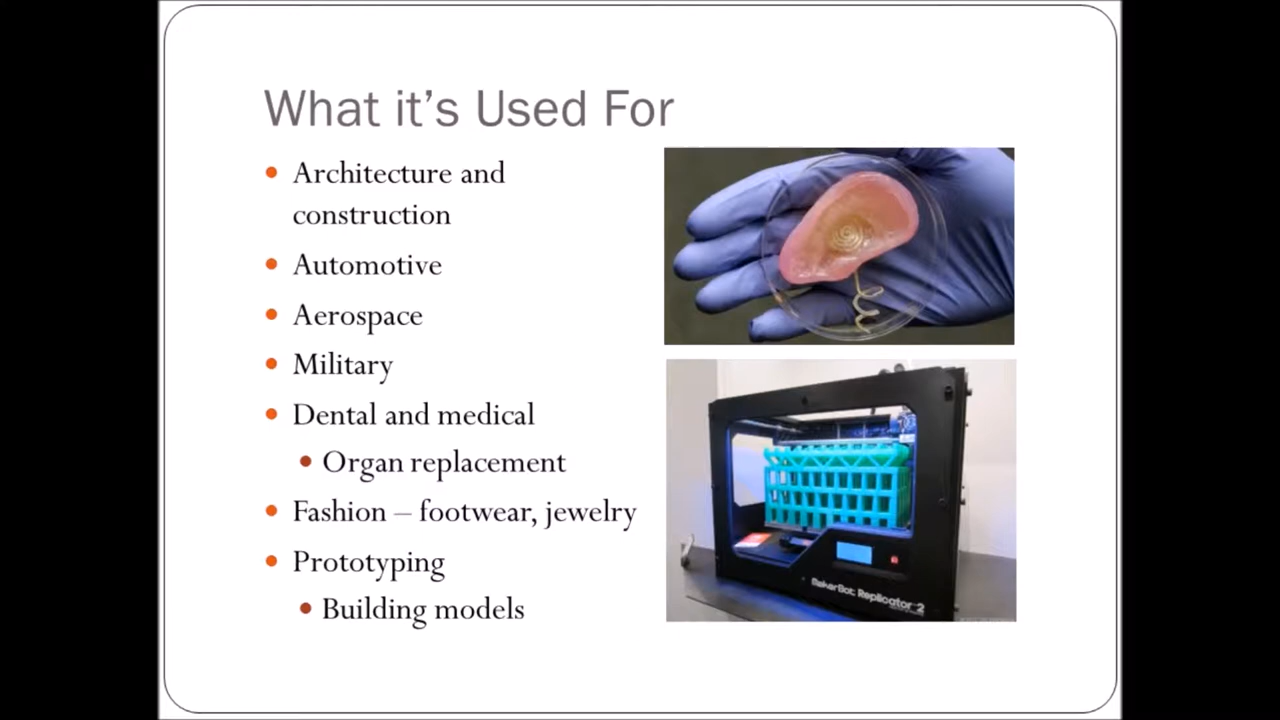 What it's Used For
Architecture and
construction
Automotive
Aerospace
Military
Dental and medical
Organ replacement
Fashion – footwear, jewelry
Prototyping
Building models
MakerBot Replicator 2